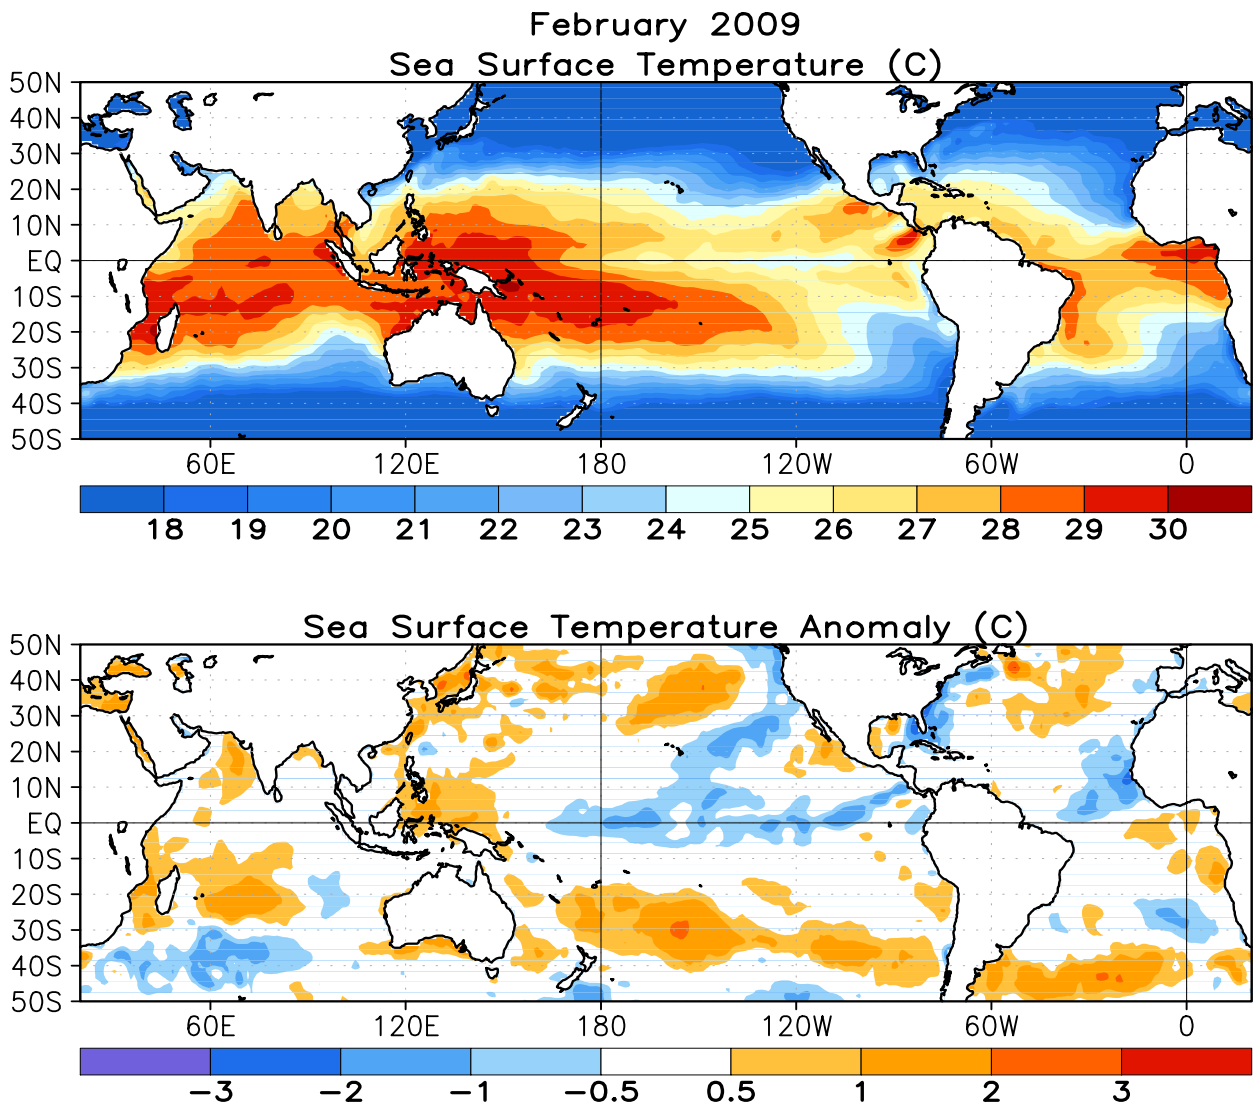 February 2009
Sea Surface Temperature (C)
50N
40N
30N
20N
10N
EQ
10S
20S
30S
40S
50S
60E 120E 180 120W 60W 0
18 19 20 21 22 23 24 25 26 27 28 29 30
Sea Surface Temperature Anomaly (C)
50N
40N
30N
20N
10N
EQ
10S
20S
30S
40S
50S
60E 120E 180 120W 60W 0
−3 −2 −1 −0.5 0.5 1 2 3